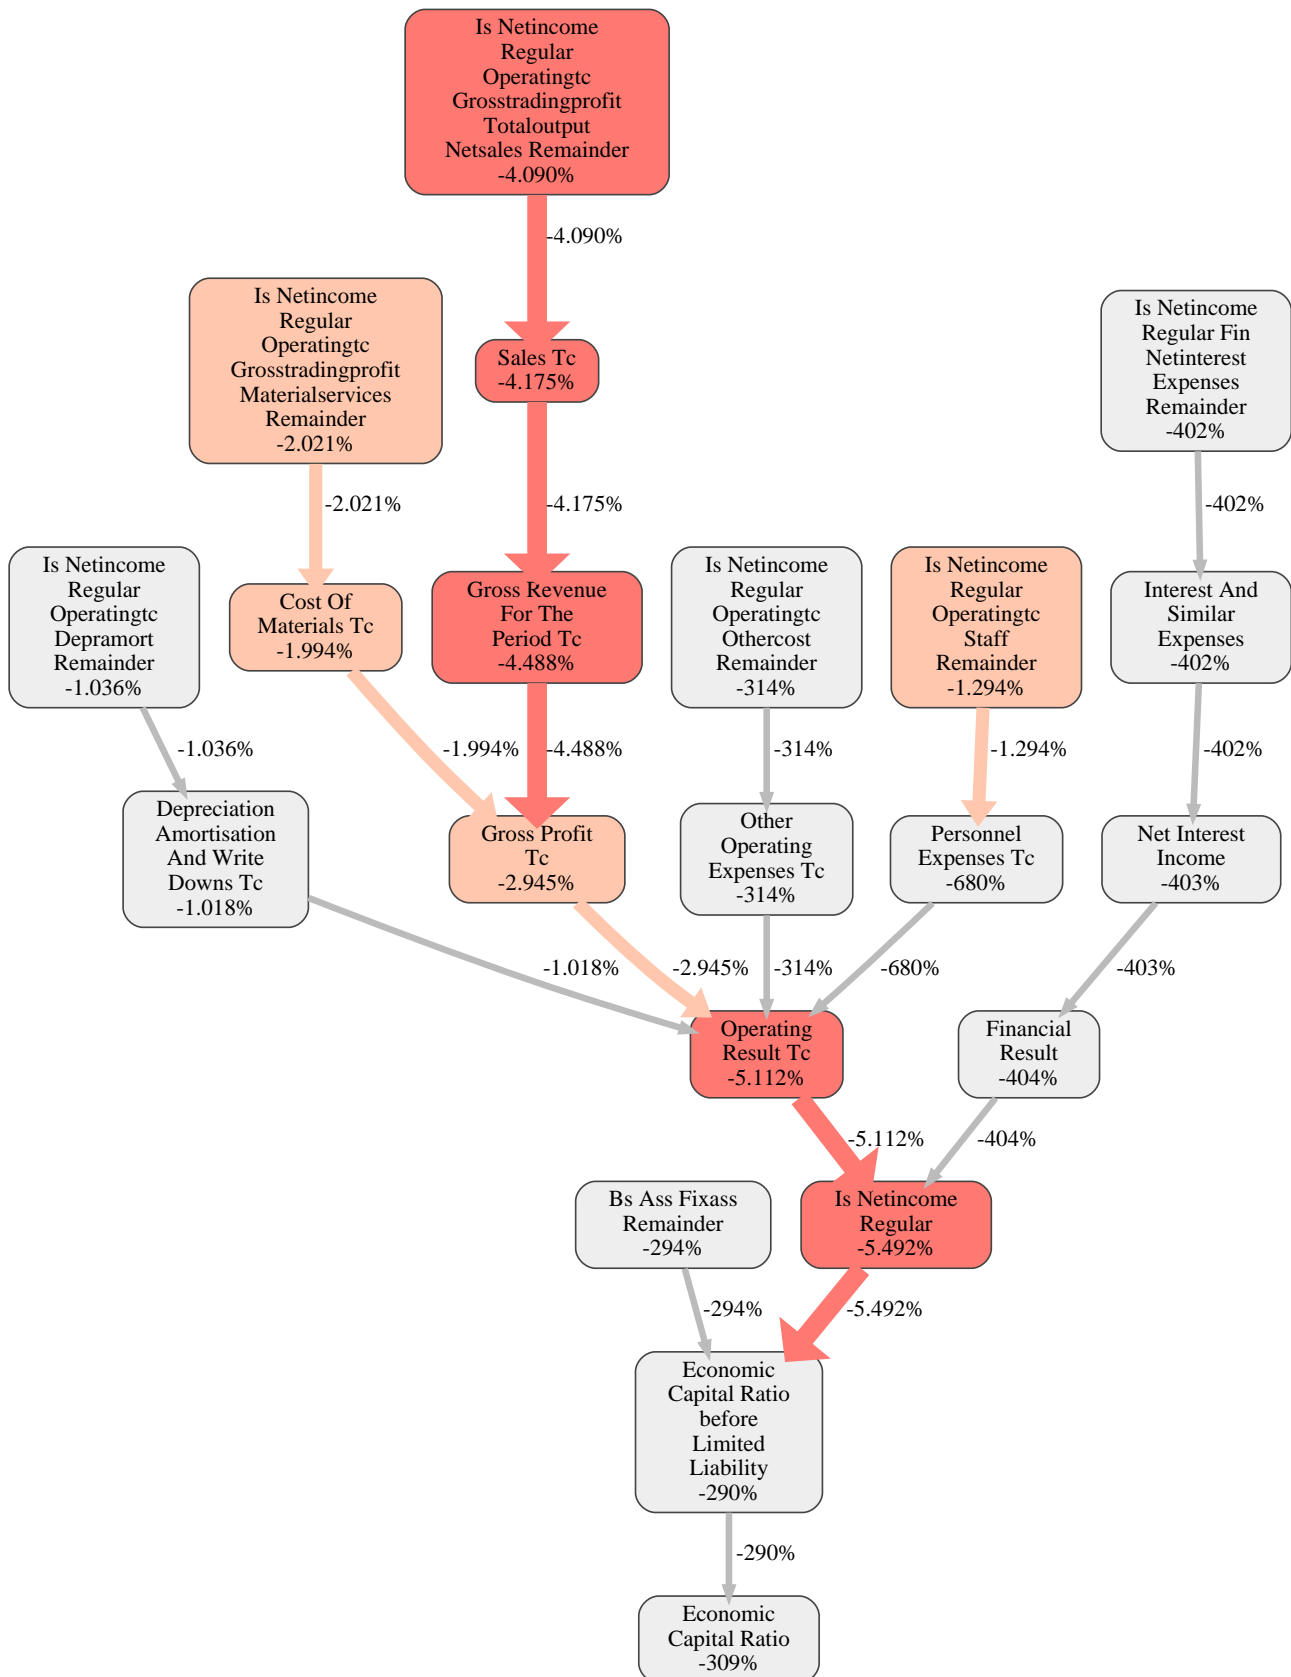 Is Netincome
Regular
Operatingtc
Grosstradingprofit
Totaloutput
Netsales Remainder
-4.090%
-4.090%
Is Netincome
Regular
Operatingtc
Grosstradingprofit
Materialservices
Remainder
-2.021%
Is Netincome
Regular Fin
Netinterest
Expenses
Remainder
-402%
Sales Tc
-4.175%
-2.021%
-4.175%
-402%
Is Netincome
Regular
Operatingtc
Depramort
Remainder
-1.036%
Cost Of
Materials Tc
-1.994%
Gross Revenue
For The
Period Tc
-4.488%
Is Netincome
Regular
Operatingtc
Othercost
Remainder
-314%
Is Netincome
Regular
Operatingtc
Staff
Remainder
-1.294%
Interest And
Similar
Expenses
-402%
-1.036%
-1.994%
-4.488%
-314%
-1.294%
-402%
Depreciation
Amortisation
And Write
Downs Tc
-1.018%
Gross Profit
Tc
-2.945%
Other
Operating
Expenses Tc
-314%
Personnel
Expenses Tc
-680%
Net Interest
Income
-403%
-1.018%
-2.945%
-314%
-680%
-403%
Operating
Result Tc
-5.112%
Financial
Result
-404%
-5.112%
-404%
Bs Ass Fixass
Remainder
-294%
Is Netincome
Regular
-5.492%
-294%
-5.492%
Economic
Capital Ratio
before
Limited
Liability
-290%
-290%
Economic
Capital Ratio
-309%